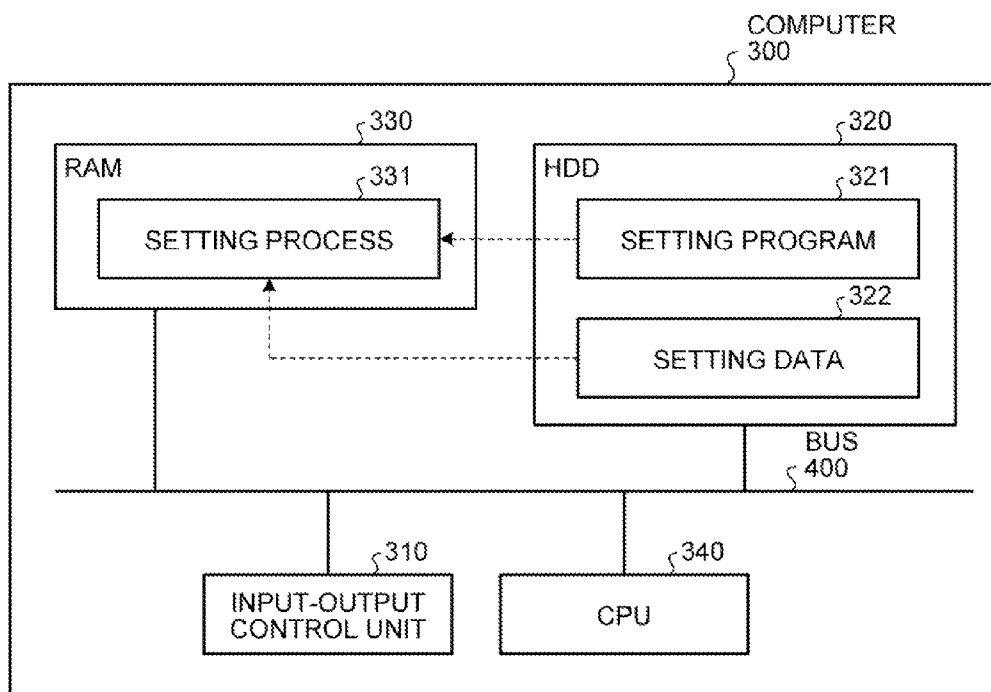 COMPUTER
300
330
RAM
331
SETTING PROCESS
320
HDD
321
SETTING PROGRAM
322
SETTING DATA
BUS
400
310
INPUT-OUTPUT
CONTROL UNIT
340
CPU